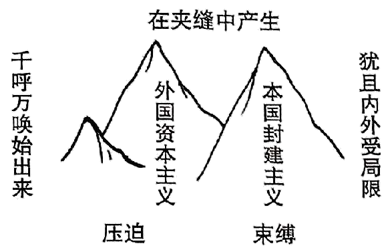 在夹缝中产生
千呼万唤始出来
外国资本主义
本国封建主义
犹且内外受局限
压迫
束缚